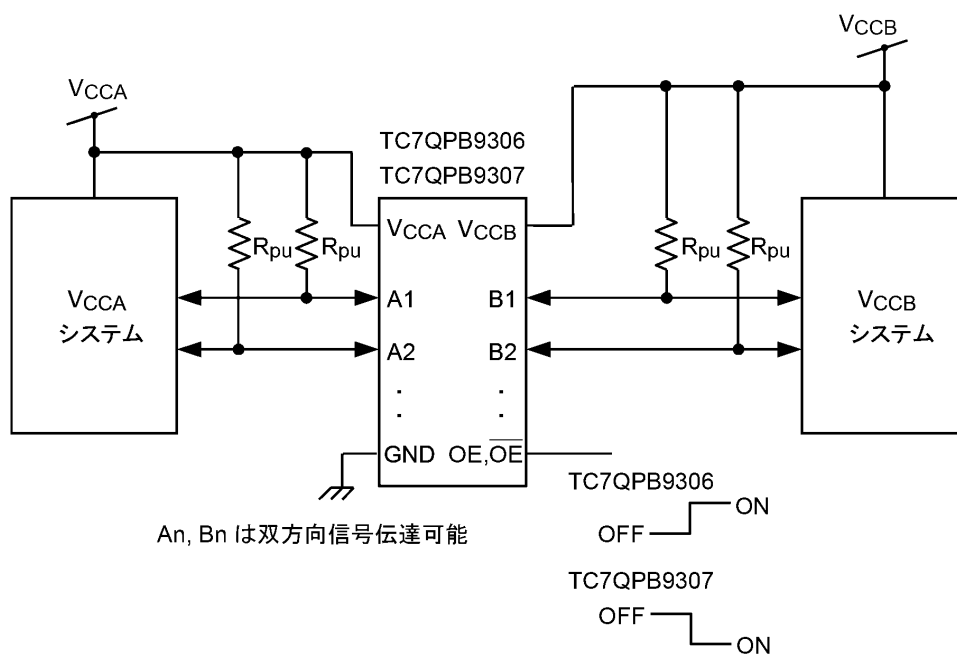 VCCB
VCCA
TC7QPB9306
TC7QPB9307
VCCA VCCB
Rpu Rpu Rpu Rpu
VCCA
システム
A1 B1
VCCB
システム
A2 B2
GND OE,O̅E̅
An, Bn は双方向信号伝達可能
TC7QPB9306
OFF ON
TC7QPB9307
OFF ON